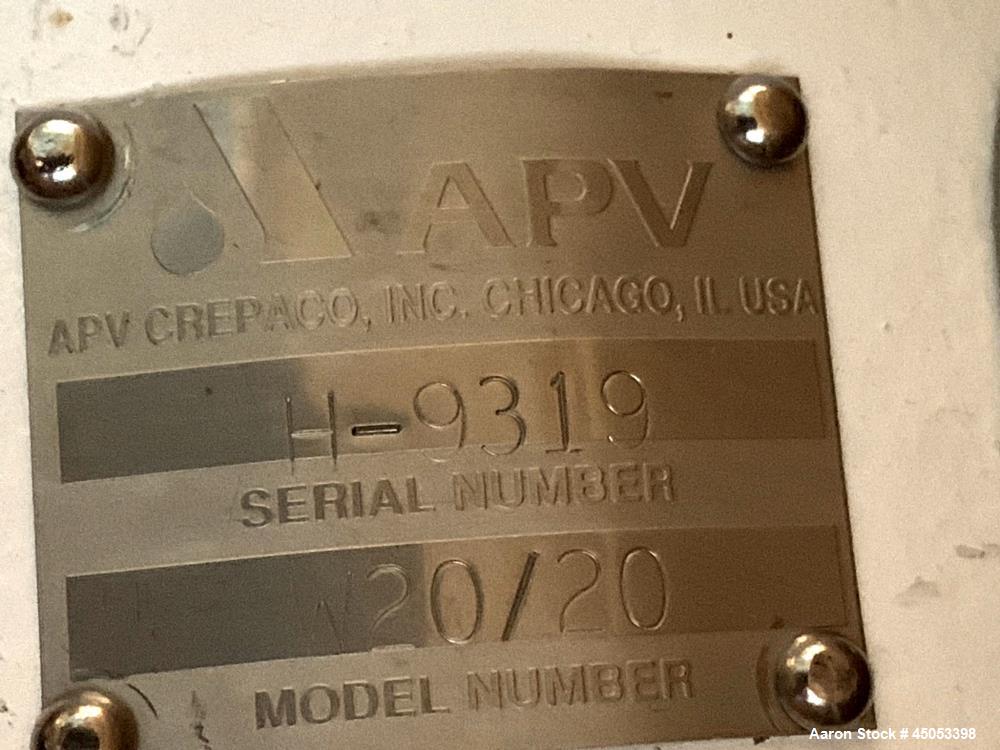 APV
APV CREPACO, INC. CHICAGO, IL USA
H-9319
SERIAL NUMBER
20/20
MODEL NUMBER
Aaron Stock # 45053398